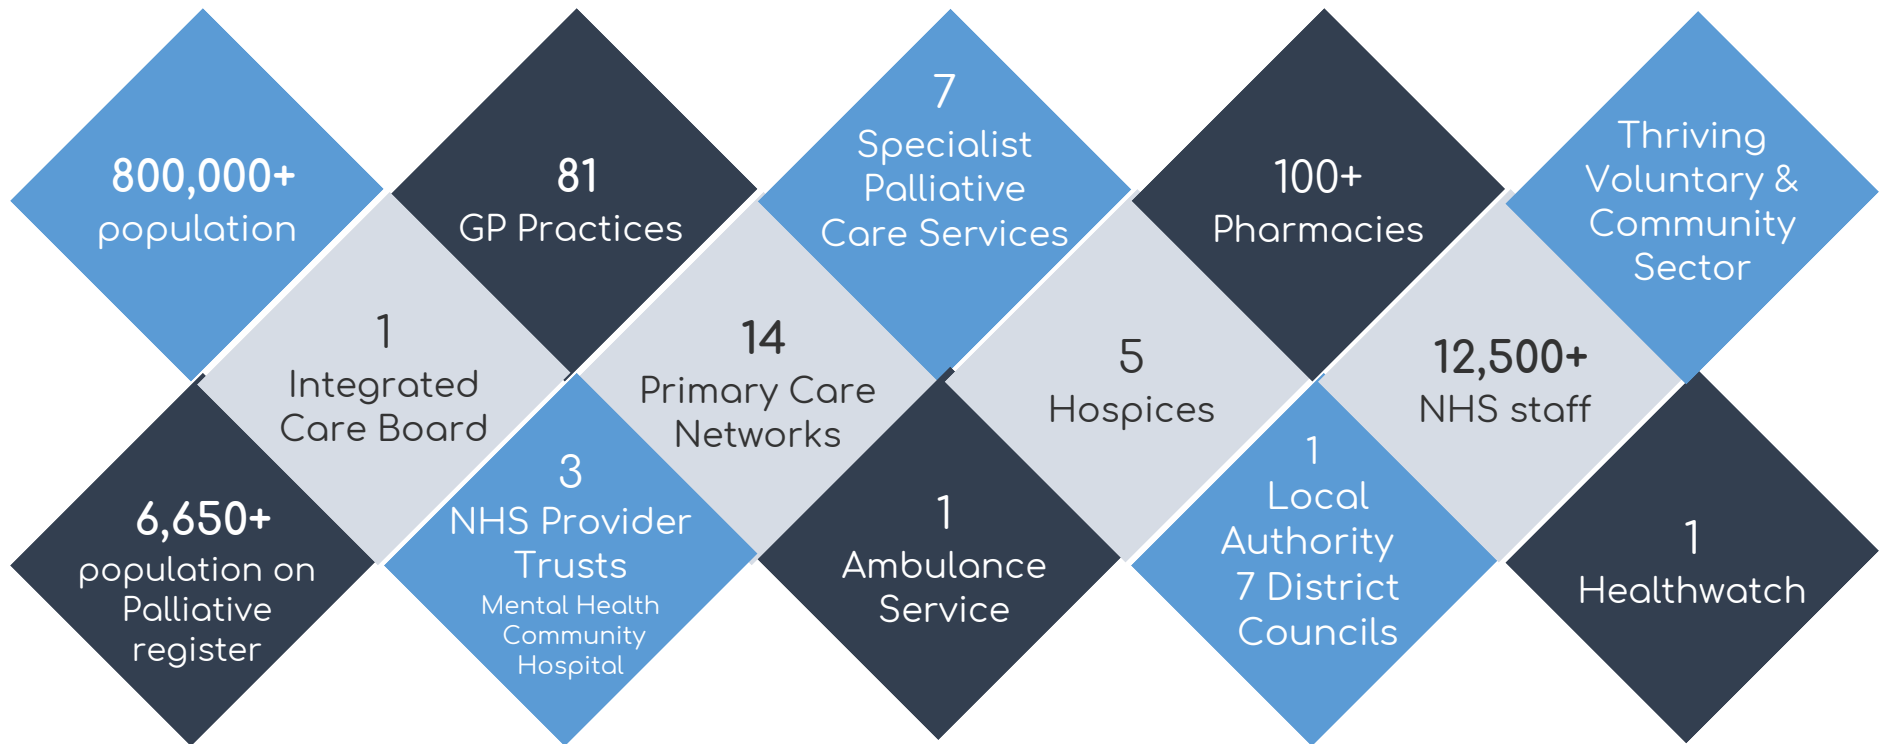 800,000+
population
81
GP Practices
7
Specialist
Palliative
Care Services
100+
Pharmacies
Thriving
Voluntary &
Community
Sector
1
Integrated
Care Board
14
Primary Care
Networks
5
Hospices
12,500+
NHS staff
6,650+
population on
Palliative
register
3
NHS Provider
Trusts
Mental Health
Community
Hospital
1
Ambulance
Service
1
Local
Authority
7 District
Councils
1
Healthwatch